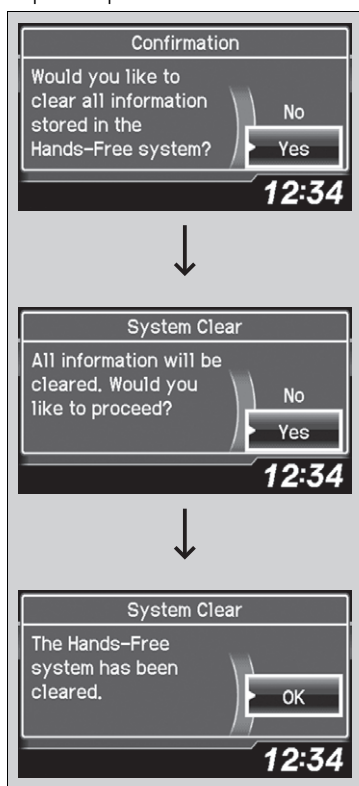 Confirmation
Would you like to
clear all information
stored in the
Hands-Free system?
No
Yes
12:34
System Clear
All information will be
cleared. Would you
like to proceed?
No
Yes
12:34
System Clear
The Hands-Free
system has been
cleared.
OK
12:34